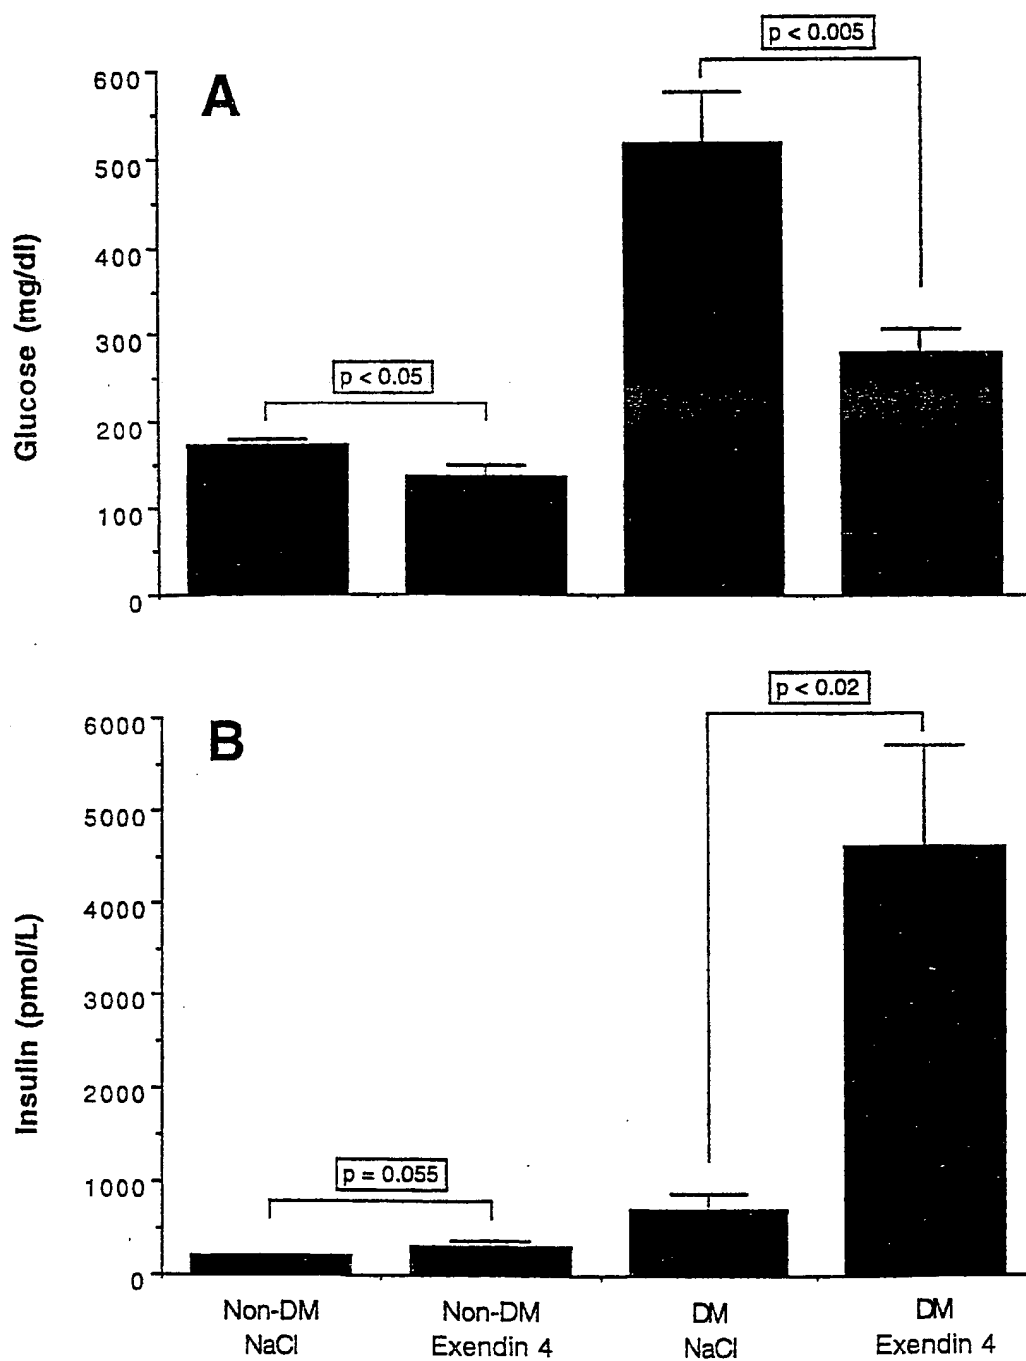 p < 0.005
A
600
500
400
300
200
100
0
Glucose (mg/dl)
p < 0.05
p < 0.02
B
6000
5000
4000
3000
2000
1000
0
Insulin (pmol/L)
p = 0.055
Non-DM
NaCl
Non-DM
Exendin 4
DM
NaCl
DM
Exendin 4